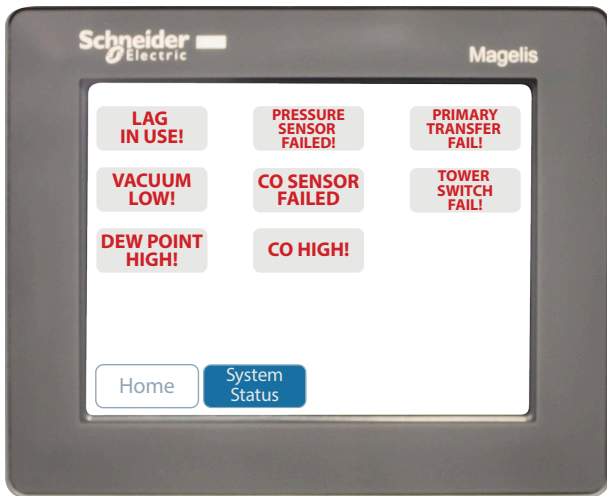 Schneider
Electric
Magelis
LAG
IN USE!
PRESSURE
SENSOR
FAILED!
PRIMARY
TRANSFER
FAIL!
VACUUM
LOW!
CO SENSOR
FAILED
TOWER
SWITCH
FAIL!
DEW POINT
HIGH!
CO HIGH!
Home
System
Status